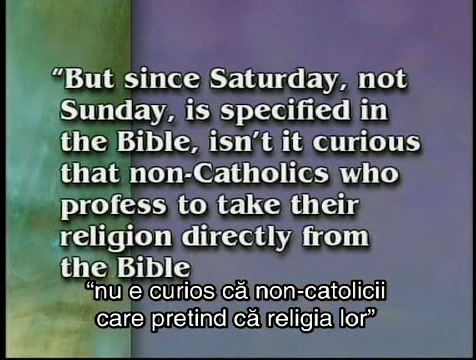 “But since Saturday, not
Sunday, is specified in
the Bible, isn’t it curious
that non-Catholics who
profess to take their
religion directly from
the Bible
“nu e curios că non-catolicii
care pretind că religia lor”